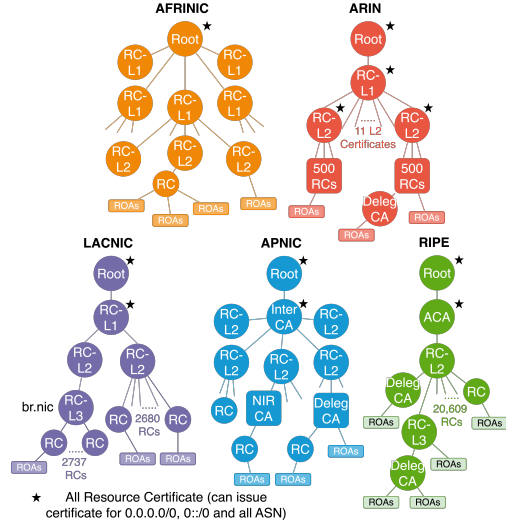 AFRINIC
Root
RC-
L1
RC-
L1
RC-
L1
RC-
L1
RC-
L1
RC-
L2
RC-
L2
RC-
L2
RC
ROAs
ROAs
ROAs
ROAs
ARIN
Root
RC-
L1
RC-
L2
RC-
L2
11 L2
Certificates
500
RCs
500
RCs
Deleg
CA
ROAs
ROAs
ROAs
LACNIC
Root
RC-
L1
RC-
L2
RC-
L2
br.nic
RC-
L3
2680
RCs
RC
RC
RC
RC
2737
RCs
ROAs
ROAs
ROAs
ROAs
APNIC
Root
Inter
CA
RC-
L2
RC-
L2
RC-
L2
RC-
L2
RC-
L2
RC
NIR
CA
Deleg
CA
RC
ROAs
ROAs
RIPE
Root
ACA
RC-
L2
Deleg
CA
20,609
RCs
RC
ROAs
ROAs
RC-
L3
Deleg
CA
ROAs
ROAs
ROAs
All Resource Certificate (can issue
certificate for 0.0.0.0/0, 0::/0 and all ASN)